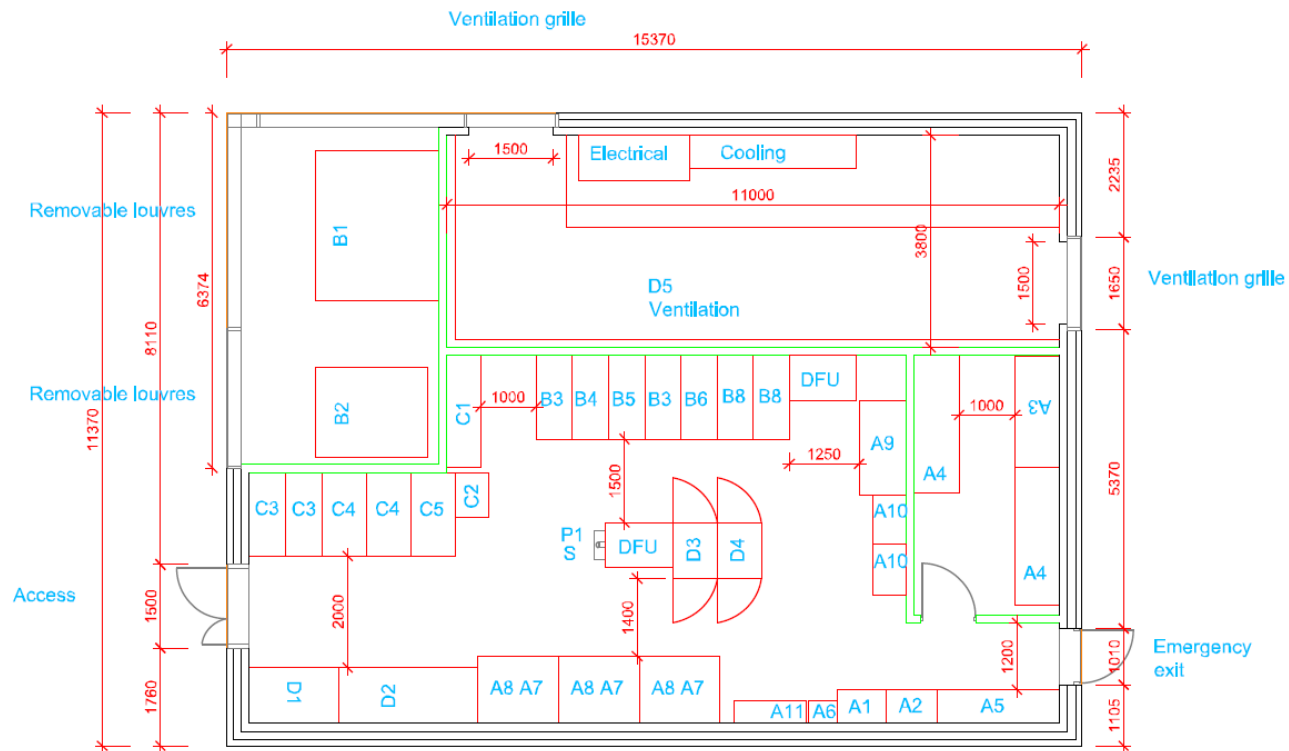 Ventilation grille
15370
1500
Electrical
Cooling
2235
Removable louvres
B1
11000
3800
6374
8110
11370
D5
Ventilation
1500
1650
Ventilation grille
Removable louvres
B2
C1
1000
B3
B4
B5
B3
B6
B8
B8
DFU
A9
1250
A4
1000
A3
5370
C3
C3
C4
C4
C5
C2
1500
P1
S
DFU
D3
D4
A10
A10
A4
Access
1500
2000
1400
1200
1010
Emergency
exit
1760
D1
D2
A8 A7
A8 A7
A8 A7
A11
A6
A1
A2
A5
1105